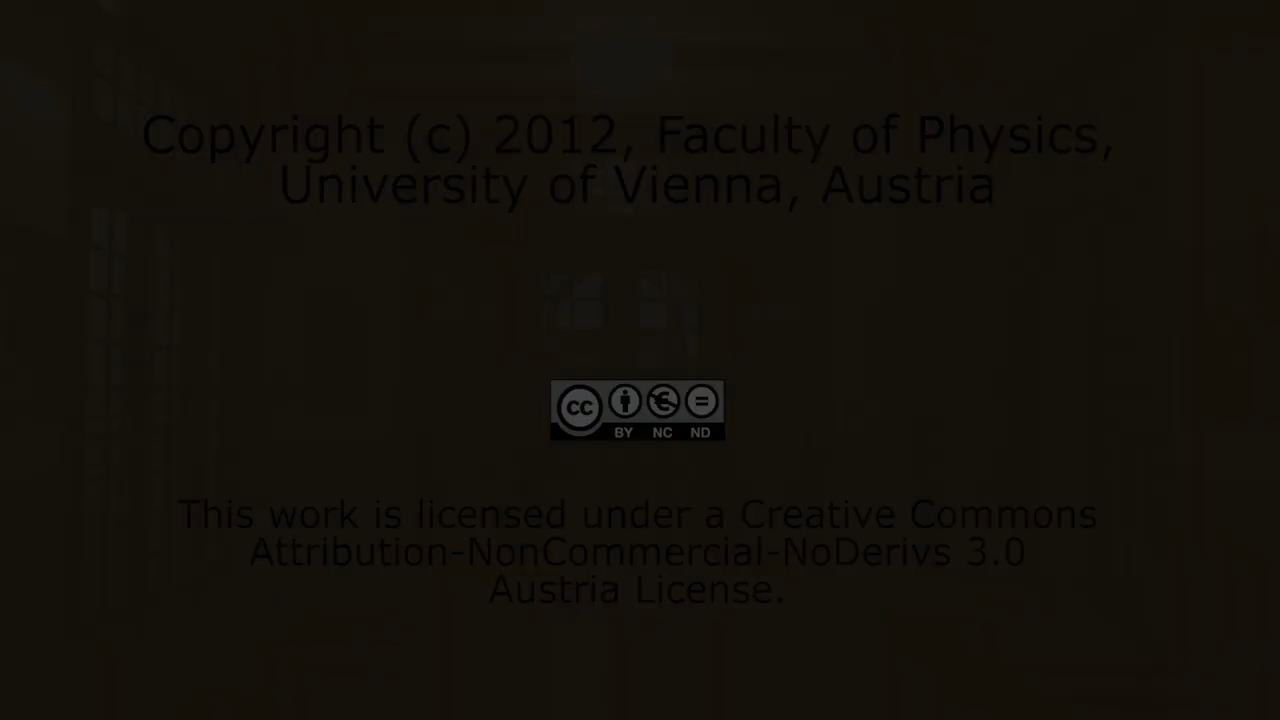 Copyright (c) 2012, Faculty of Physics,
University of Vienna, Austria
cc
BY NC ND
This work is licensed under a Creative Commons
Attribution-NonCommercial-NoDerivs 3.0
Austria License.